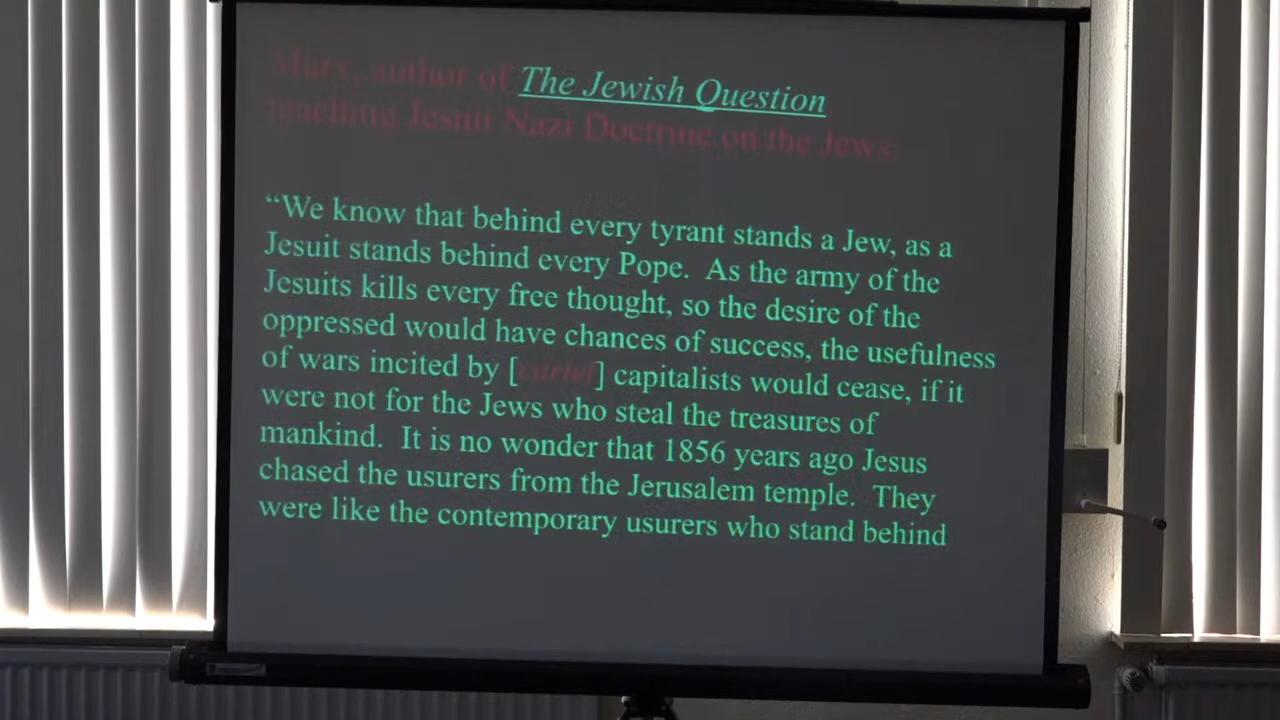 Marx, author of The Jewish Question
teaching Jesuit Nazi Doctrine on the Jews:
“We know that behind every tyrant stands a Jew, as a
Jesuit stands behind every Pope. As the army of the
Jesuits kills every free thought, so the desire of the
oppressed would have chances of success, the usefulness
of wars incited by [cartel] capitalists would cease, if it
were not for the Jews who steal the treasures of
mankind. It is no wonder that 1856 years ago Jesus
chased the usurers from the Jerusalem temple. They
were like the contemporary usurers who stand behind